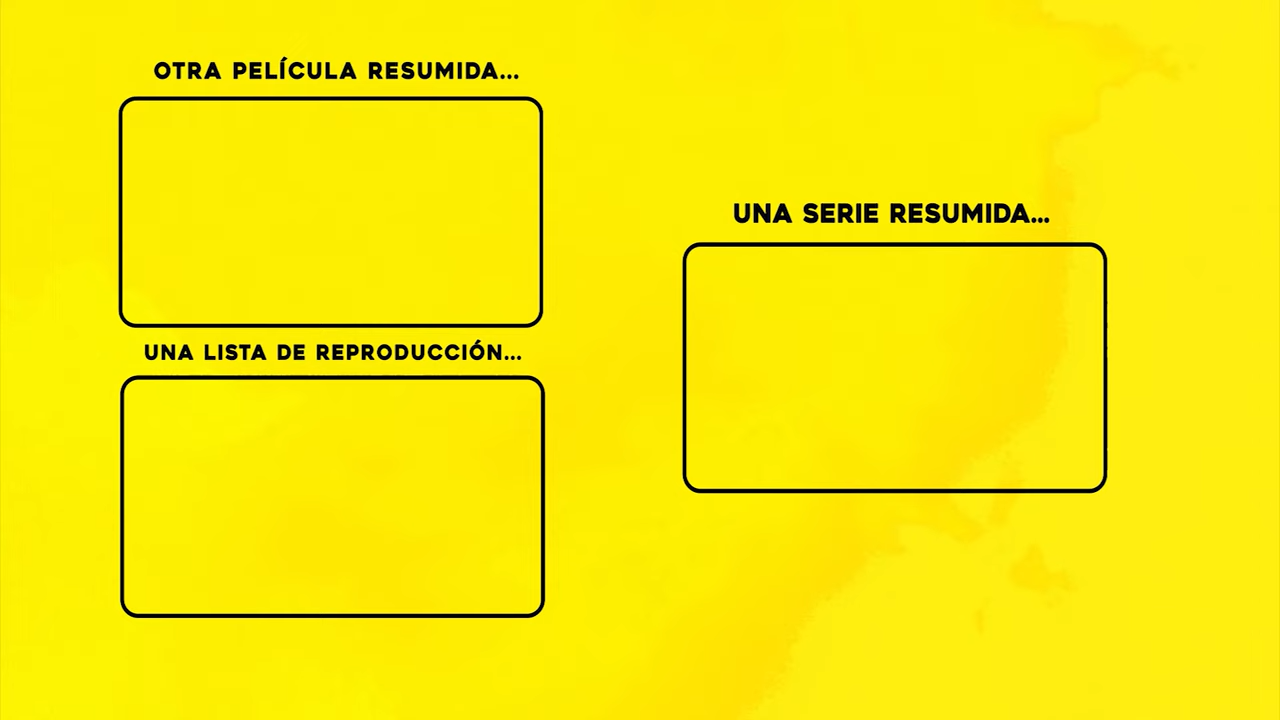 OTRA PELÍCULA RESUMIDA...
UNA LISTA DE REPRODUCCIÓN...
UNA SERIE RESUMIDA...